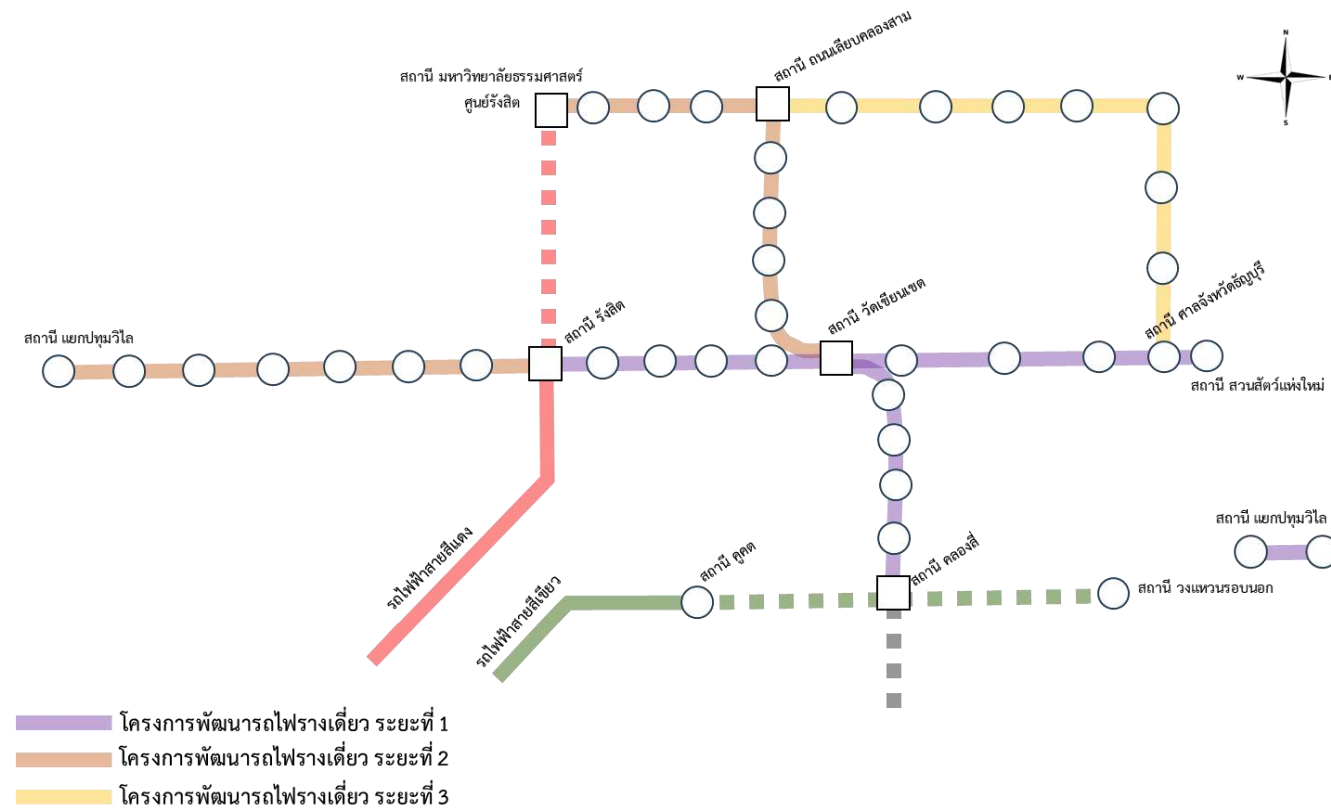 สถานี ถนนเลียบคลองสาม
N
W
E
S
สถานี มหาวิทยาลัยธรรมศาสตร์
ศูนย์รังสิต
สถานี แยกปทุมวิไล
สถานี รังสิต
สถานี วัดเขียนเขต
สถานี ศาลจังหวัดธัญบุรี
สถานี สวนสัตว์แห่งใหม่
รถไฟฟ้าสายสีแดง
รถไฟฟ้าสายสีเขียว
สถานี คูคต
สถานี คลองสี่
สถานี แยกปทุมวิไล
สถานี วงแหวนรอบนอก
โครงการพัฒนารถไฟรางเดี่ยว ระยะที่ 1
โครงการพัฒนารถไฟรางเดี่ยว ระยะที่ 2
โครงการพัฒนารถไฟรางเดี่ยว ระยะที่ 3